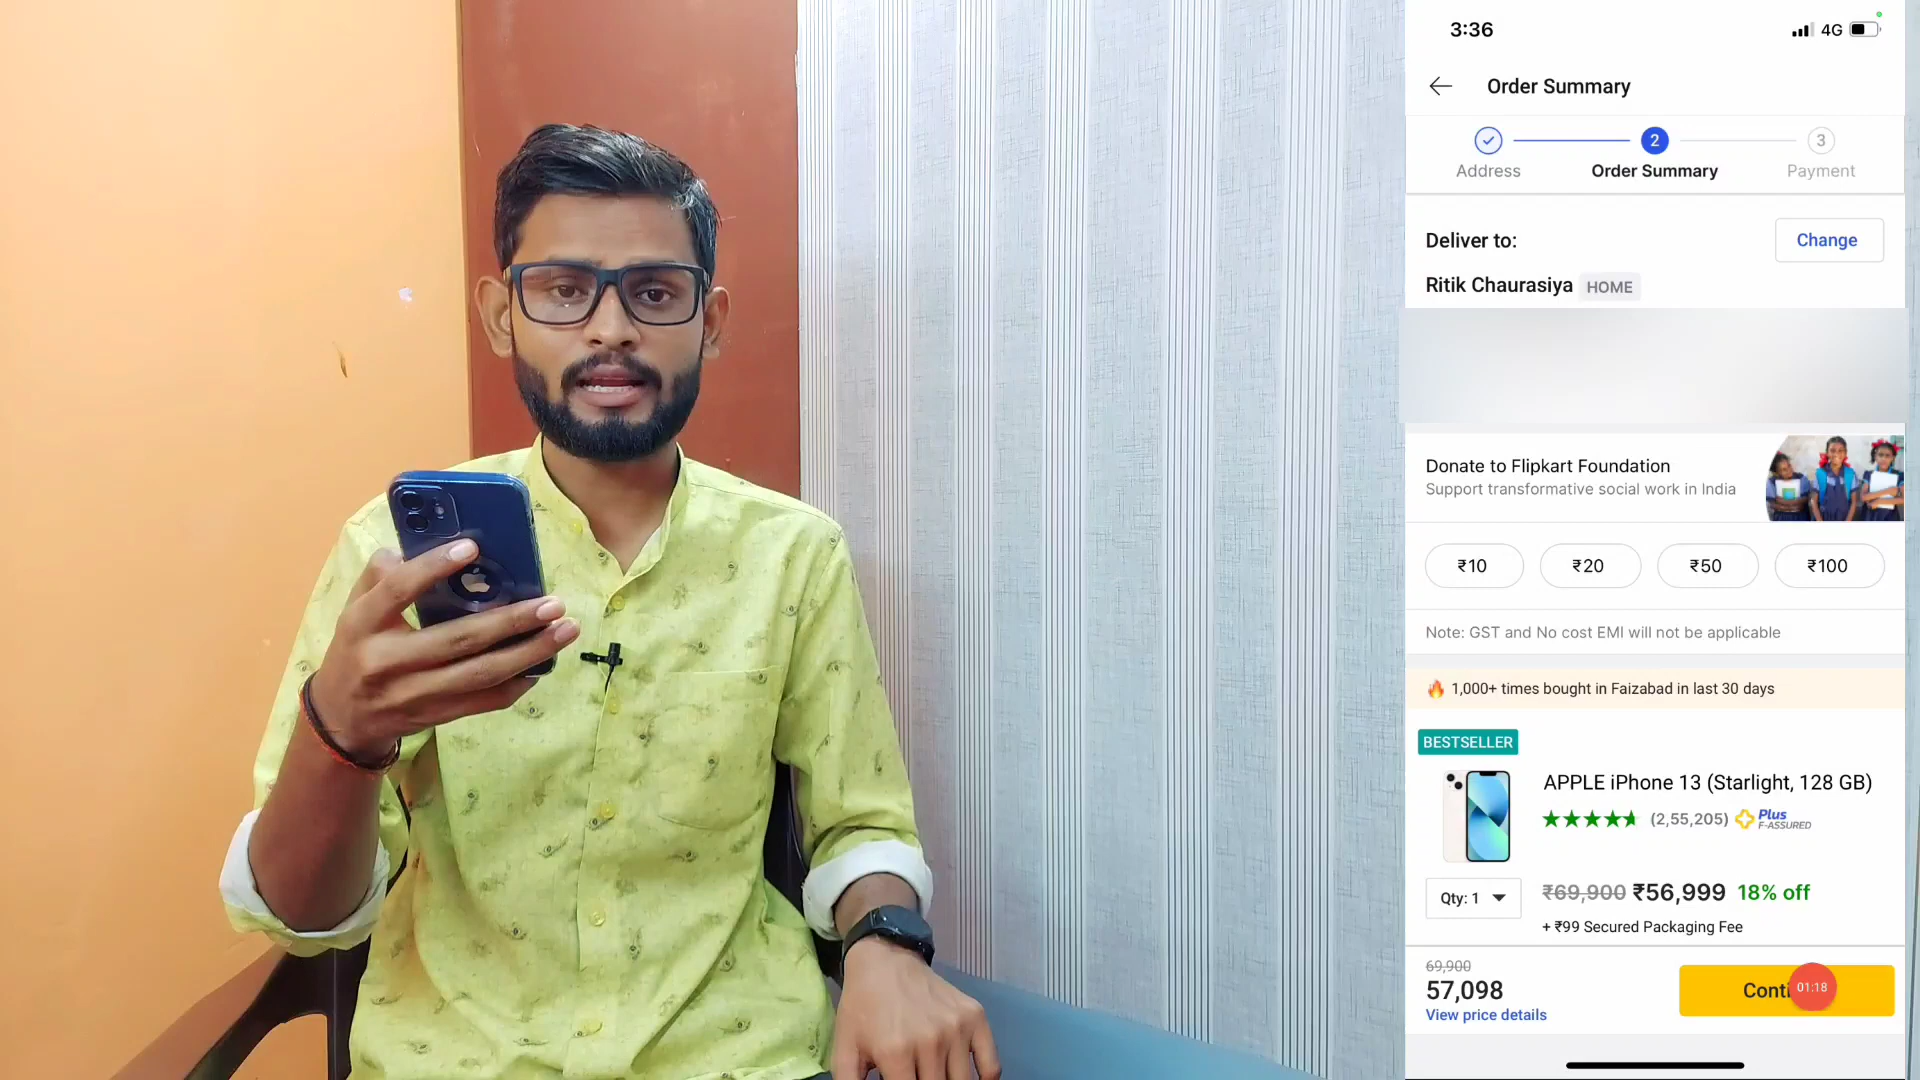 3:36
4G
Order Summary
2
3
Address
Order Summary
Payment
Deliver to:
Change
Ritik Chaurasiya HOME
Donate to Flipkart Foundation
Support transformative social work in India
₹10
₹20
₹50
₹100
Note: GST and No cost EMI will not be applicable
1,000+ times bought in Faizabad in last 30 days
BESTSELLER
APPLE iPhone 13 (Starlight, 128 GB)
(2,55,205) Plus
F-ASSURED
Qty: 1
₹69,900 ₹56,999 18% off
+ ₹99 Secured Packaging Fee
69,900
57,098
View price details
Conti
01:18